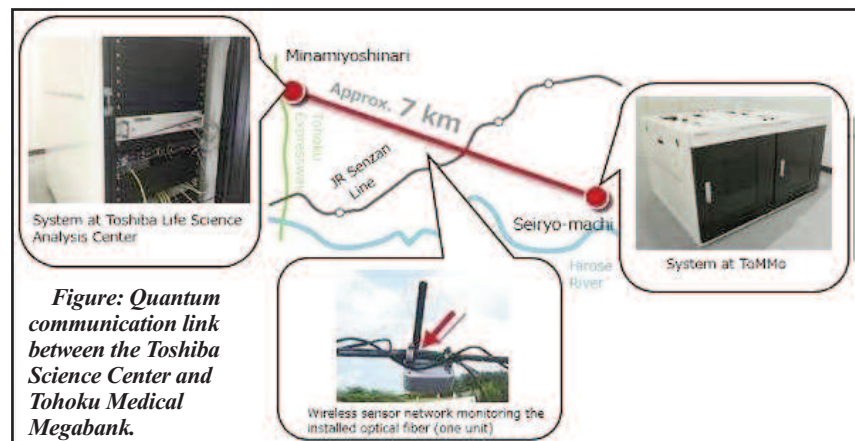 Minamiyoshinari
Approx. 7 km
Tohoku
Expressway
JR Senzan
Line
System at Toshiba Life Science
Analysis Center
Seiryo-machi
Hirose
River
System at ToMMo
Figure: Quantum
communication link
between the Toshiba
Science Center and
Tohoku Medical
Megabank.
Wireless sensor network monitoring the
installed optical fiber (one unit)